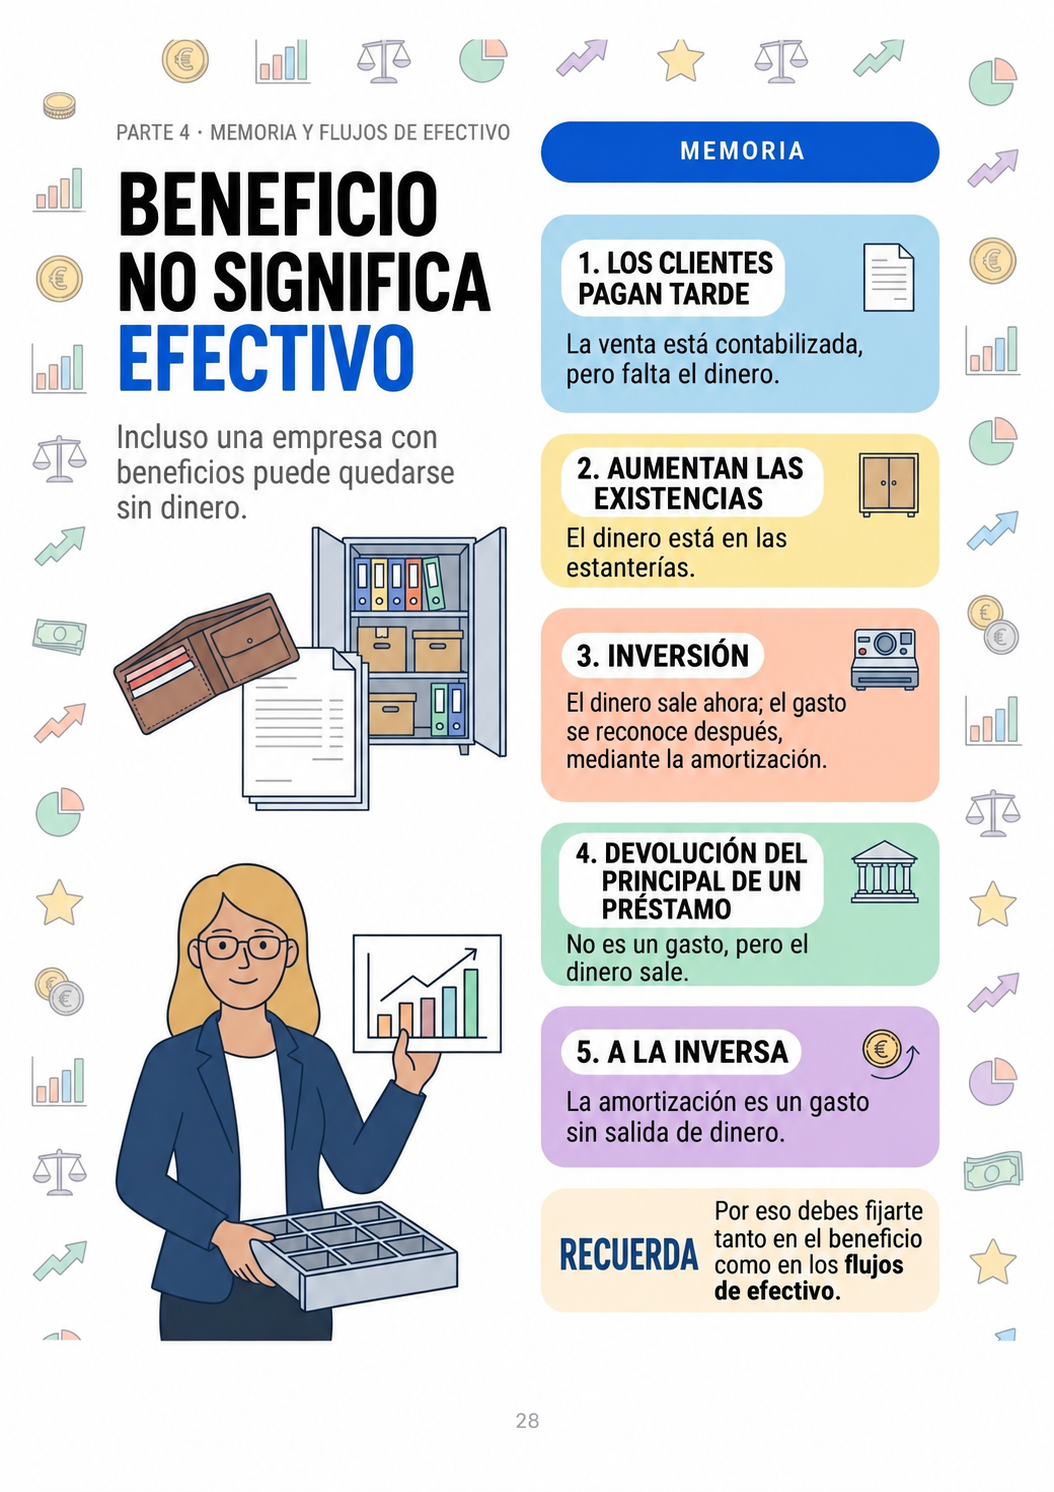 PARTE 4 · MEMORIA Y FLUJOS DE EFECTIVO
BENEFICIO
NO SIGNIFICA
EFECTIVO
Incluso una empresa con
beneficios puede quedarse
sin dinero.
MEMORIA
1. LOS CLIENTES
PAGAN TARDE
La venta está contabilizada,
pero falta el dinero.
2. AUMENTAN LAS
EXISTENCIAS
El dinero está en las
estanterías.
3. INVERSIÓN
El dinero sale ahora; el gasto
se reconoce después,
mediante la amortización.
4. DEVOLUCIÓN DEL
PRINCIPAL DE UN
PRÉSTAMO
No es un gasto, pero el
dinero sale.
5. A LA INVERSA
La amortización es un gasto
sin salida de dinero.
RECUERDA
Por eso debes fijarte
tanto en el beneficio
como en los flujos
de efectivo.
28